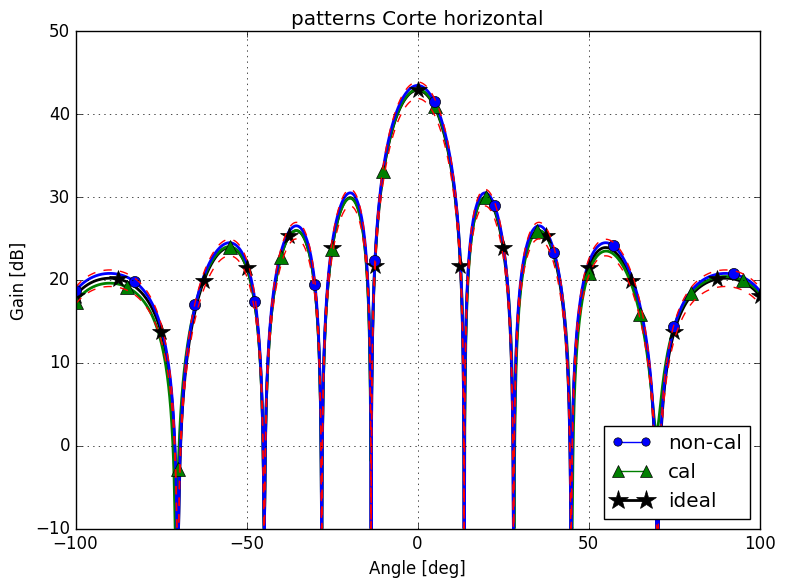 patterns Corte horizontal
Gain [dB]
50
40
30
20
10
0
−10
−100
−50
0
50
100
Angle [deg]
non-cal
cal
ideal